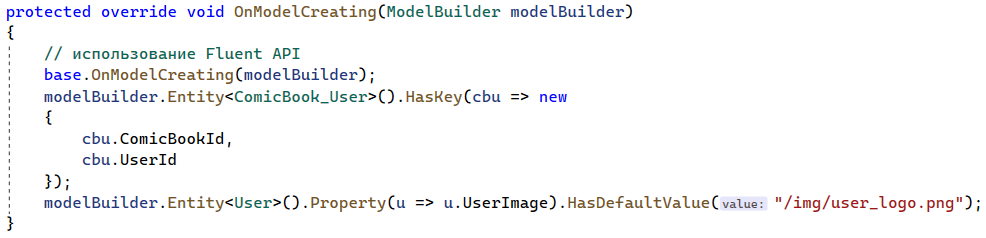 protected override void OnModelCreating(ModelBuilder modelBuilder)
{
    // использование Fluent API
    base.OnModelCreating(modelBuilder);
    modelBuilder.Entity<ComicBook_User>().HasKey(cbu => new
    {
        cbu.ComicBookId,
        cbu.UserId
    });
    modelBuilder.Entity<User>().Property(u => u.UserImage).HasDefaultValue(value: "/img/user_logo.png");
}